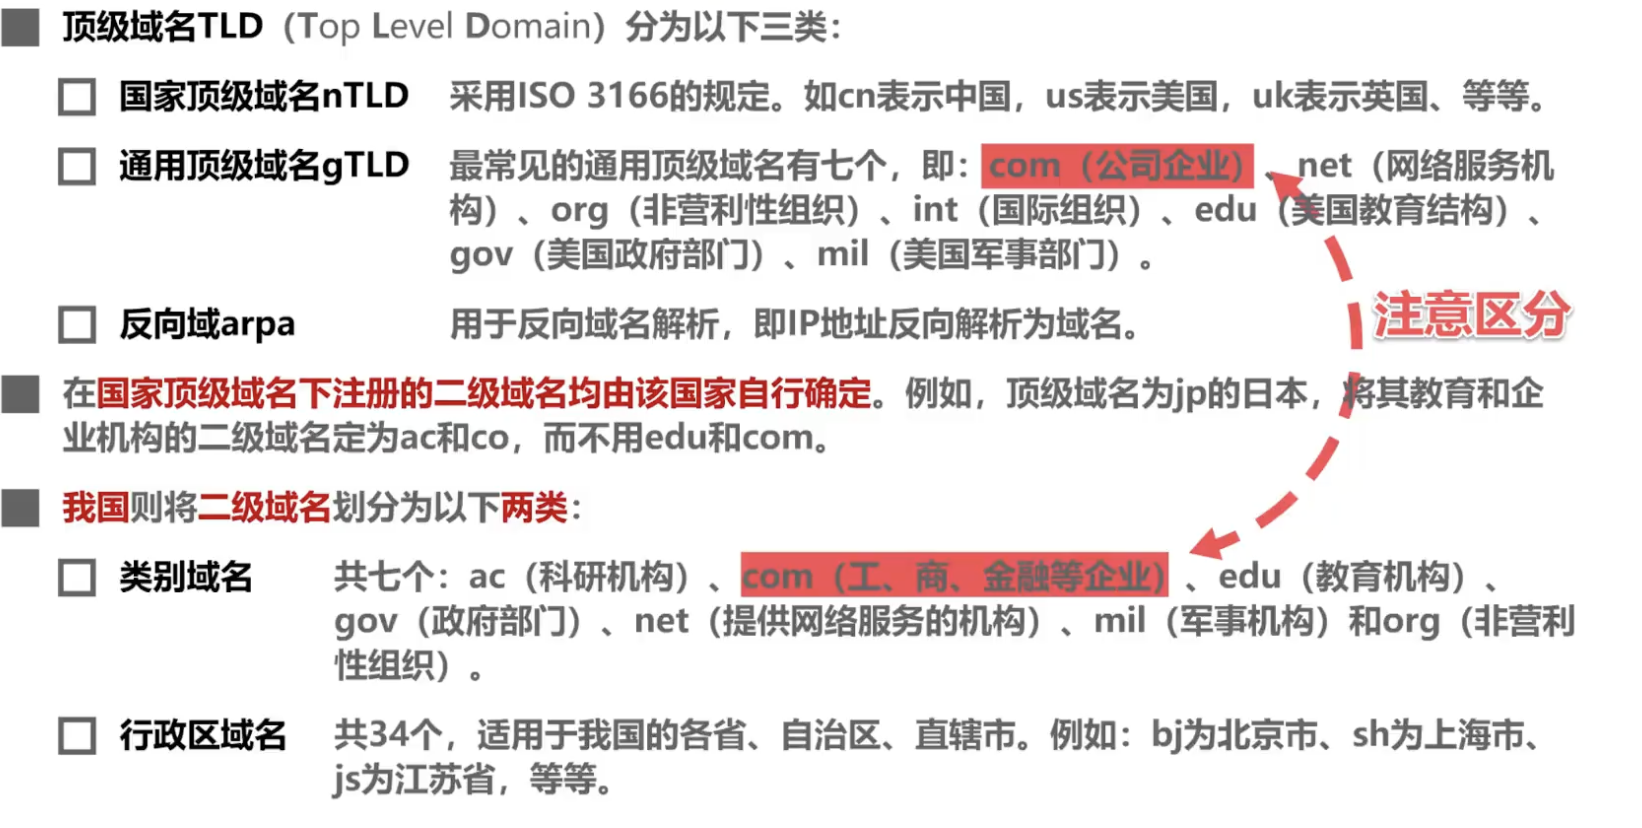 顶级域名TLD（Top Level Domain）分为以下三类：
国家顶级域名nTLD 采用ISO 3166的规定。如cn表示中国，us表示美国，uk表示英国、等等。
通用顶级域名gTLD 最常见的通用顶级域名有七个，即：com（公司企业）、net（网络服务机
构）、org（非营利性组织）、int（国际组织）、edu（美国教育结构）、
gov（美国政府部门）、mil（美国军事部门）。
反向域arpa 用于反向域名解析，即IP地址反向解析为域名。
注意区分
在国家顶级域名下注册的二级域名均由该国家自行确定。例如，顶级域名为jp的日本，将其教育和企
业机构的二级域名定为ac和co，而不用edu和com。
我国则将二级域名划分为以下两类：
类别域名 共七个：ac（科研机构）、com（工、商、金融等企业）、edu（教育机构）、
gov（政府部门）、net（提供网络服务的机构）、mil（军事机构）和org（非营利
性组织）。
行政区域名 共34个，适用于我国的各省、自治区、直辖市。例如：bj为北京市、sh为上海市、
js为江苏省，等等。